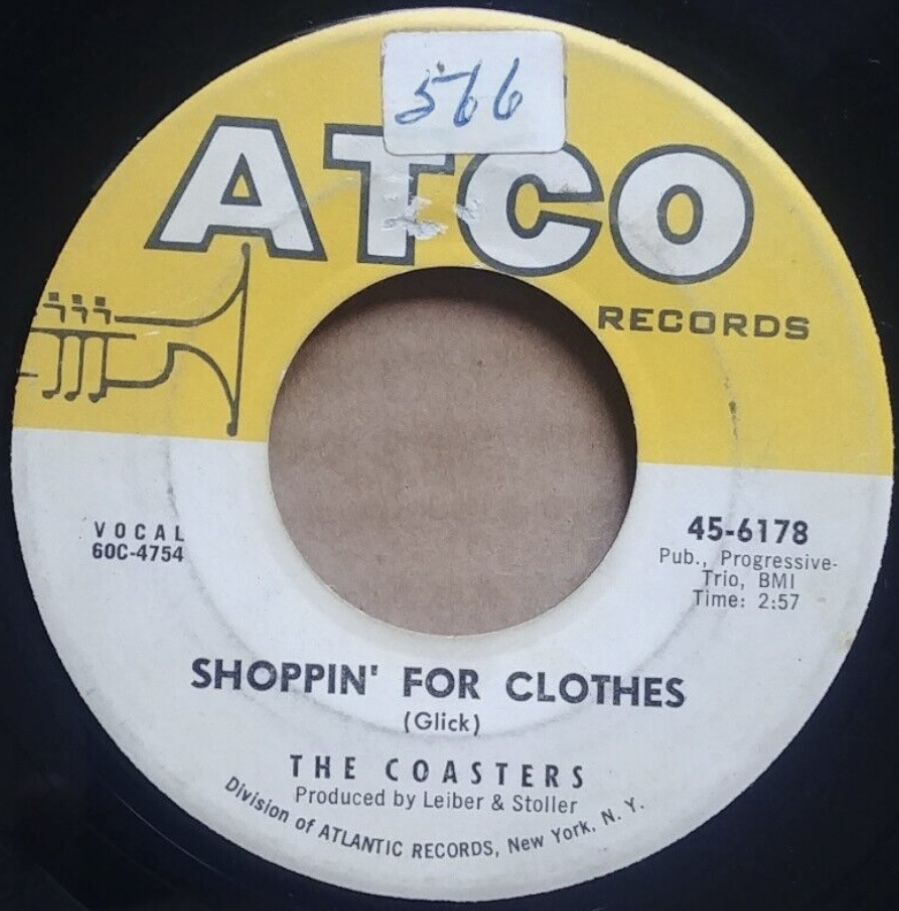 566
ATCO
RECORDS
VOCAL
60C-4754
45-6178
Pub., Progressive-
Trio, BMI
Time: 2:57
SHOPPIN' FOR CLOTHES
(Glick)
THE COASTERS
Produced by Leiber & Stoller
Division of ATLANTIC RECORDS, New York, N. Y.